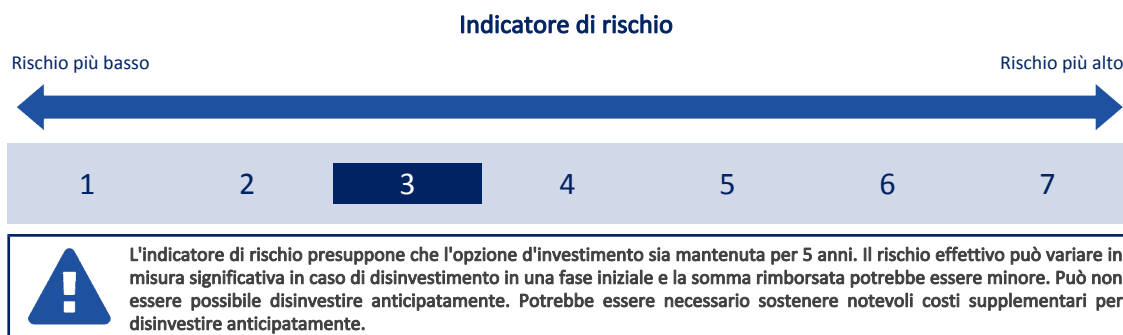 Indicatore di rischio
Rischio più basso
Rischio più alto
1 2 3 4 5 6 7
L'indicatore di rischio presuppone che l'opzione d'investimento sia mantenuta per 5 anni. Il rischio effettivo può variare in
misura significativa in caso di disinvestimento in una fase iniziale e la somma rimborsata potrebbe essere minore. Può non
essere possibile disinvestire anticipatamente. Potrebbe essere necessario sostenere notevoli costi supplementari per
disinvestire anticipatamente.